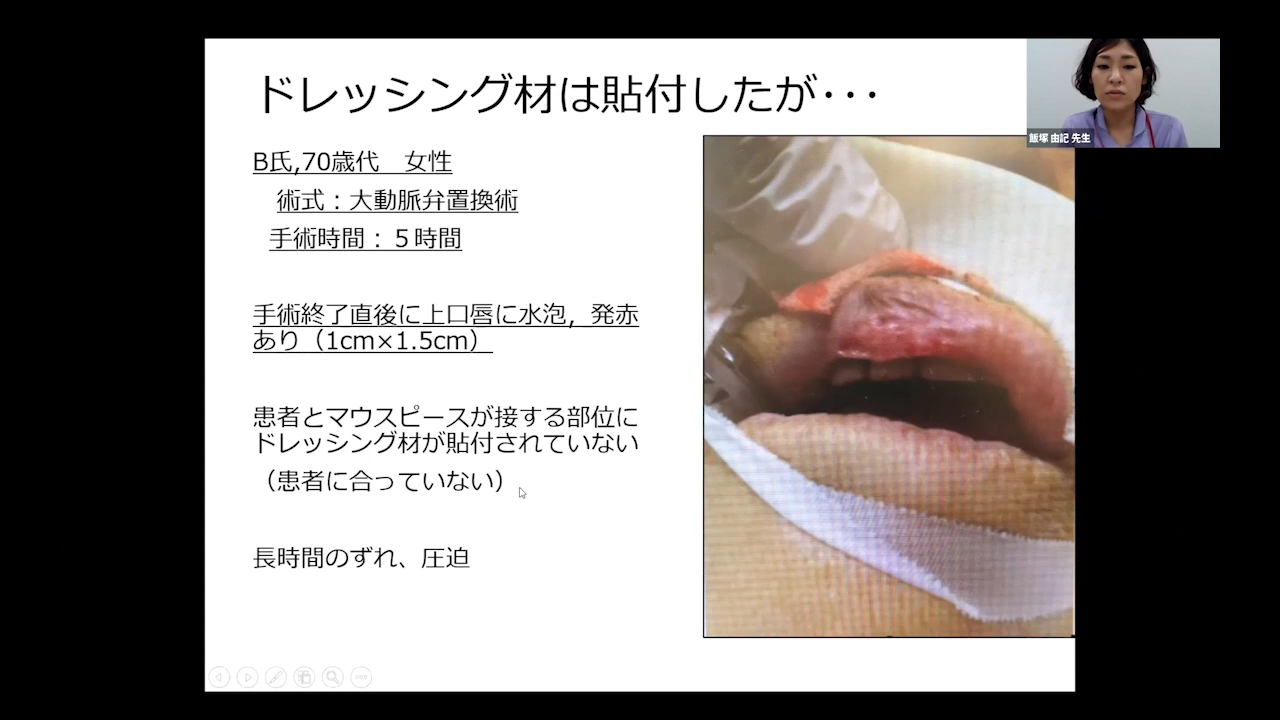 ドレッシング材は貼付したが･･･
飯塚 由記 先生
B氏,70歳代　女性
術式：大動脈弁置換術
手術時間：５時間
手術終了直後に上口唇に水泡，発赤
あり（1cm×1.5cm）
患者とマウスピースが接する部位に
ドレッシング材が貼付されていない
（患者に合っていない）
長時間のずれ、圧迫